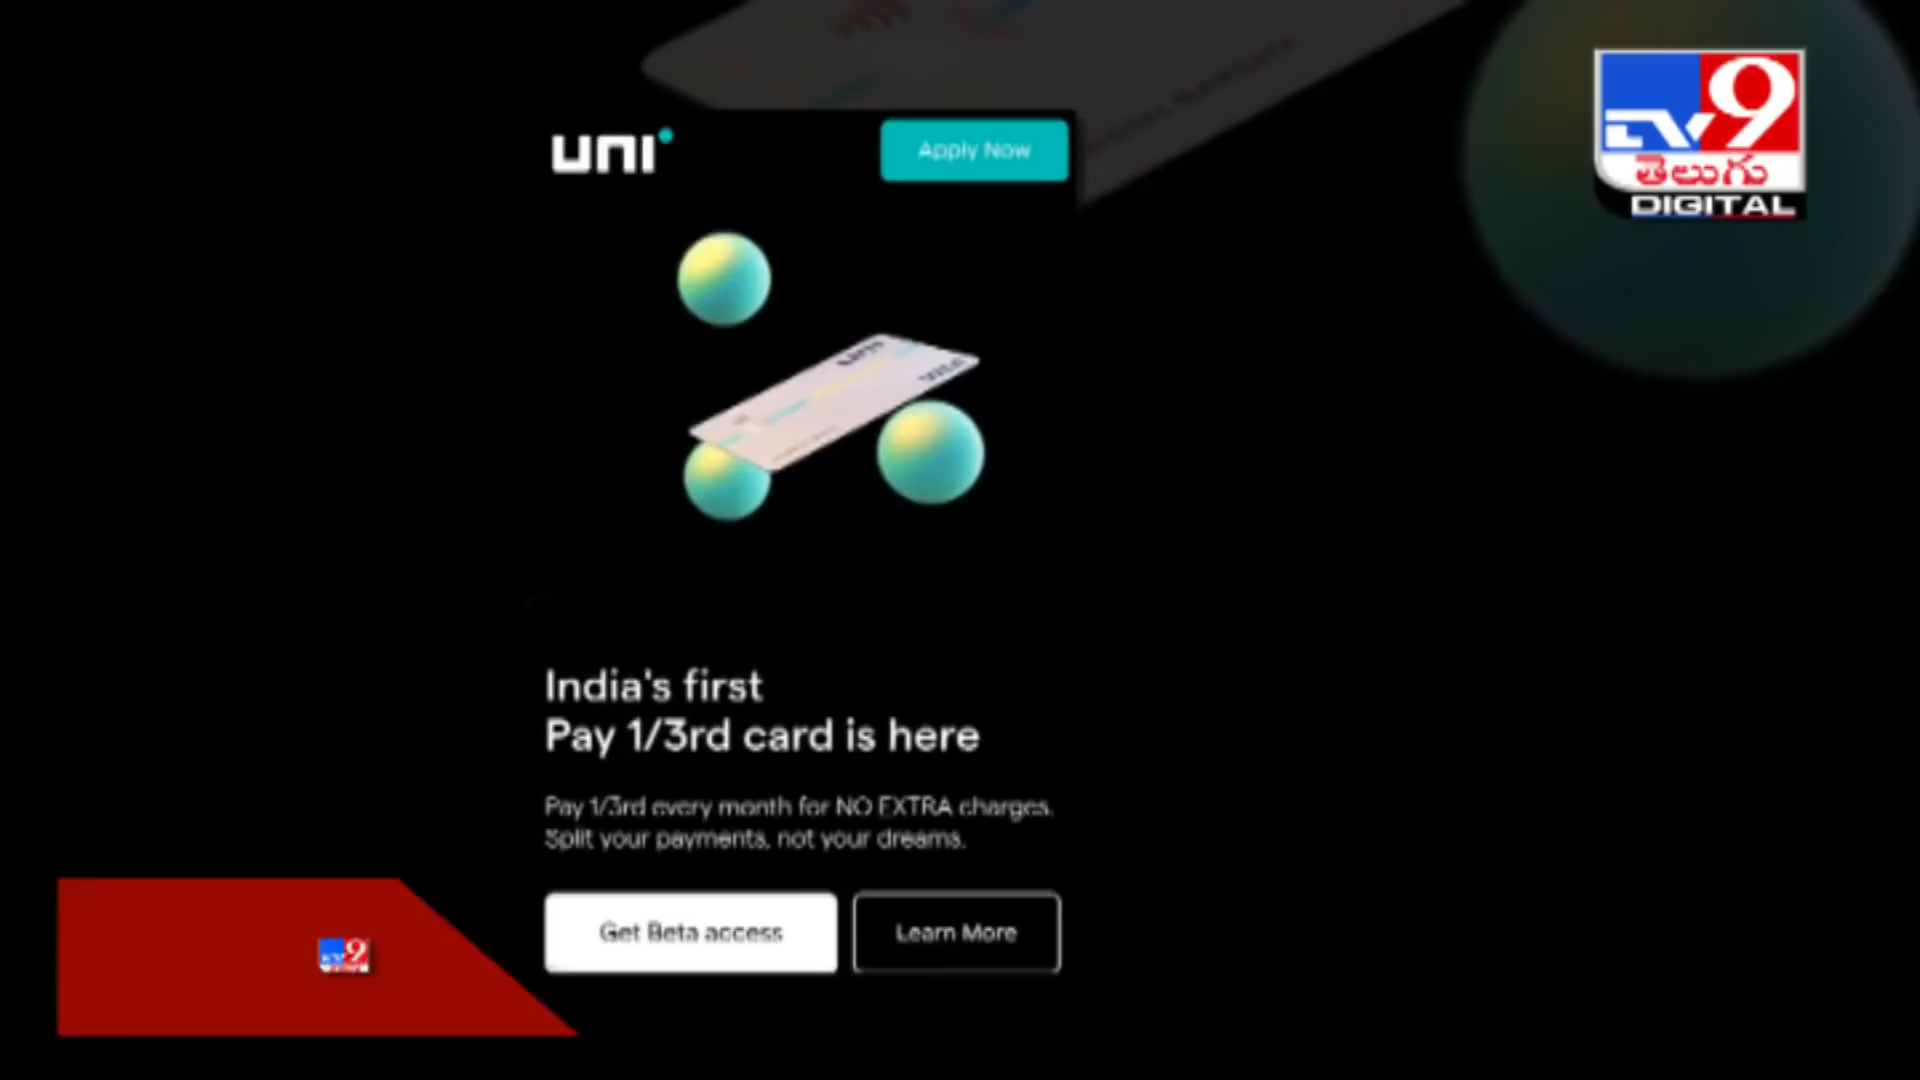 uni
Apply Now
TV9
తెలుగు
DIGITAL
India's first
Pay 1/3rd card is here
Pay 1/3rd every month for NO EXTRA charges.
Split your payments, not your dreams.
Get Beta access
Learn More
TV9